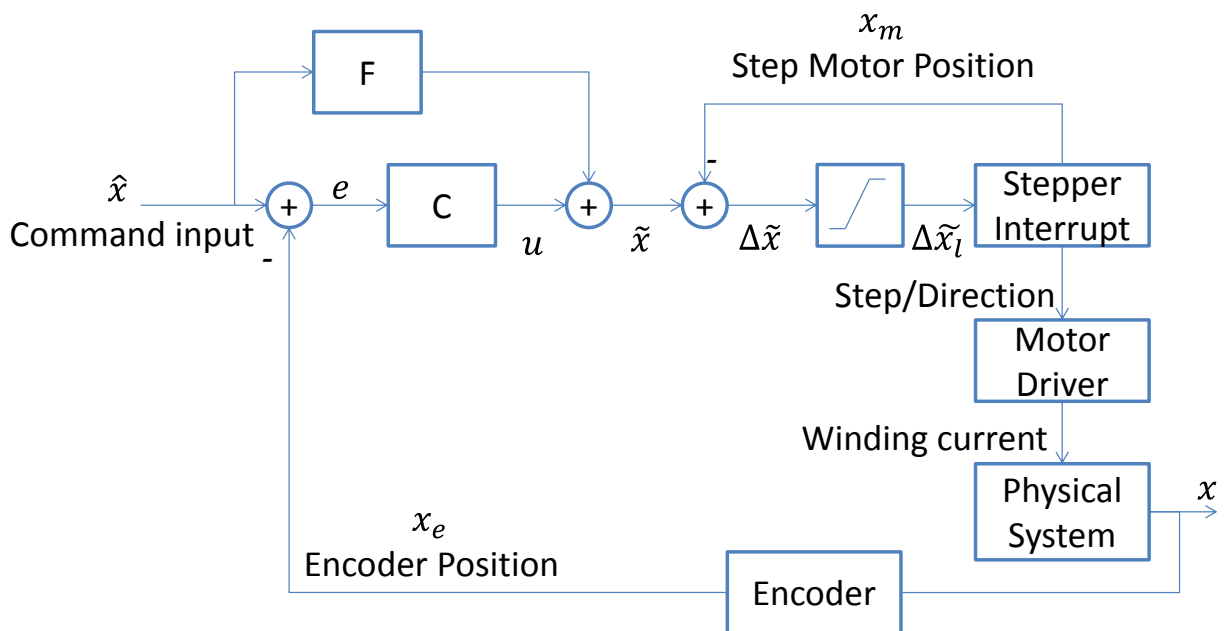 x_m
Step Motor Position
F
-
x̂
Command input
e
C
Stepper
Interrupt
u
x̃
Δx̃
Δx̃_l
-
Step/Direction
Motor
Driver
Winding current
Physical
System
x
x_e
Encoder Position
Encoder
+
+
+